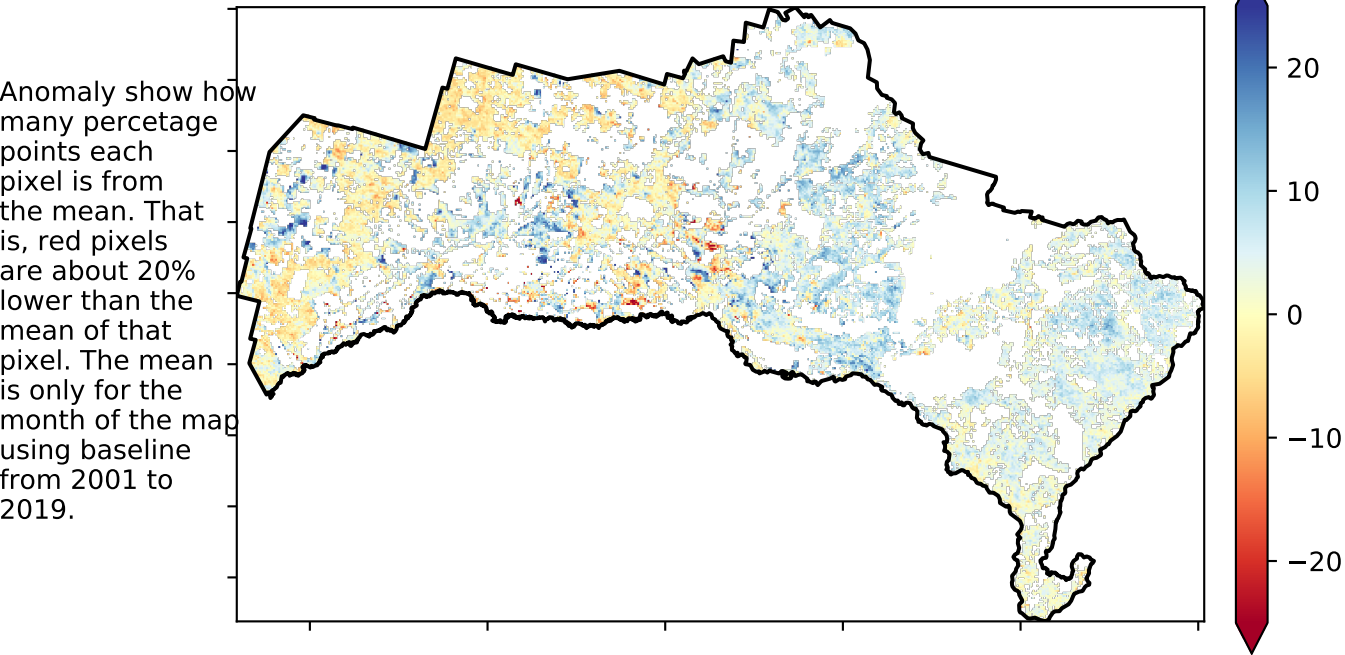 Anomaly show how
many percetage
points each
pixel is from
the mean. That
is, red pixels
are about 20%
lower than the
mean of that
pixel. The mean
is only for the
month of the map
using baseline
from 2001 to
2019.
20
10
0
−10
−20